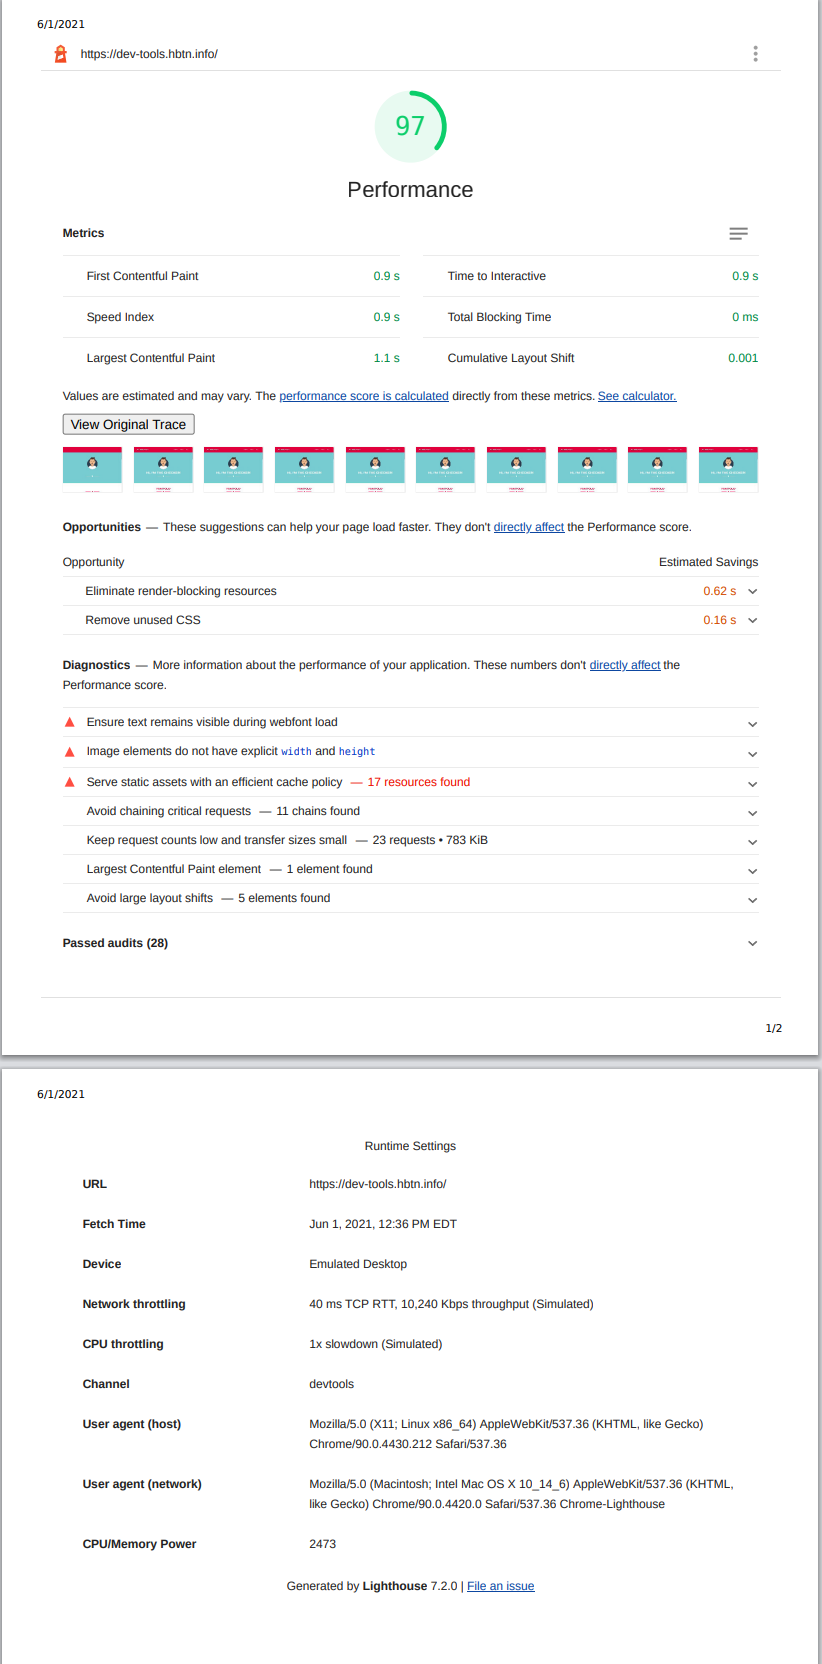 6/1/2021
https://dev-tools.hbtn.info/
97
Performance
Metrics
First Contentful Paint 0.9 s
Time to Interactive 0.9 s
Speed Index 0.9 s
Total Blocking Time 0 ms
Largest Contentful Paint 1.1 s
Cumulative Layout Shift 0.001
Values are estimated and may vary. The performance score is calculated directly from these metrics. See calculator.
View Original Trace
Opportunities — These suggestions can help your page load faster. They don't directly affect the Performance score.
Opportunity Estimated Savings
Eliminate render-blocking resources 0.62 s
Remove unused CSS 0.16 s
Diagnostics — More information about the performance of your application. These numbers don't directly affect the
Performance score.
Ensure text remains visible during webfont load
Image elements do not have explicit width and height
Serve static assets with an efficient cache policy — 17 resources found
Avoid chaining critical requests — 11 chains found
Keep request counts low and transfer sizes small — 23 requests • 783 KiB
Largest Contentful Paint element — 1 element found
Avoid large layout shifts — 5 elements found
Passed audits (28)
1/2
6/1/2021
Runtime Settings
URL https://dev-tools.hbtn.info/
Fetch Time Jun 1, 2021, 12:36 PM EDT
Device Emulated Desktop
Network throttling 40 ms TCP RTT, 10,240 Kbps throughput (Simulated)
CPU throttling 1x slowdown (Simulated)
Channel devtools
User agent (host) Mozilla/5.0 (X11; Linux x86_64) AppleWebKit/537.36 (KHTML, like Gecko)
Chrome/90.0.4430.212 Safari/537.36
User agent (network) Mozilla/5.0 (Macintosh; Intel Mac OS X 10_14_6) AppleWebKit/537.36 (KHTML,
like Gecko) Chrome/90.0.4420.0 Safari/537.36 Chrome-Lighthouse
CPU/Memory Power 2473
Generated by Lighthouse 7.2.0 | File an issue